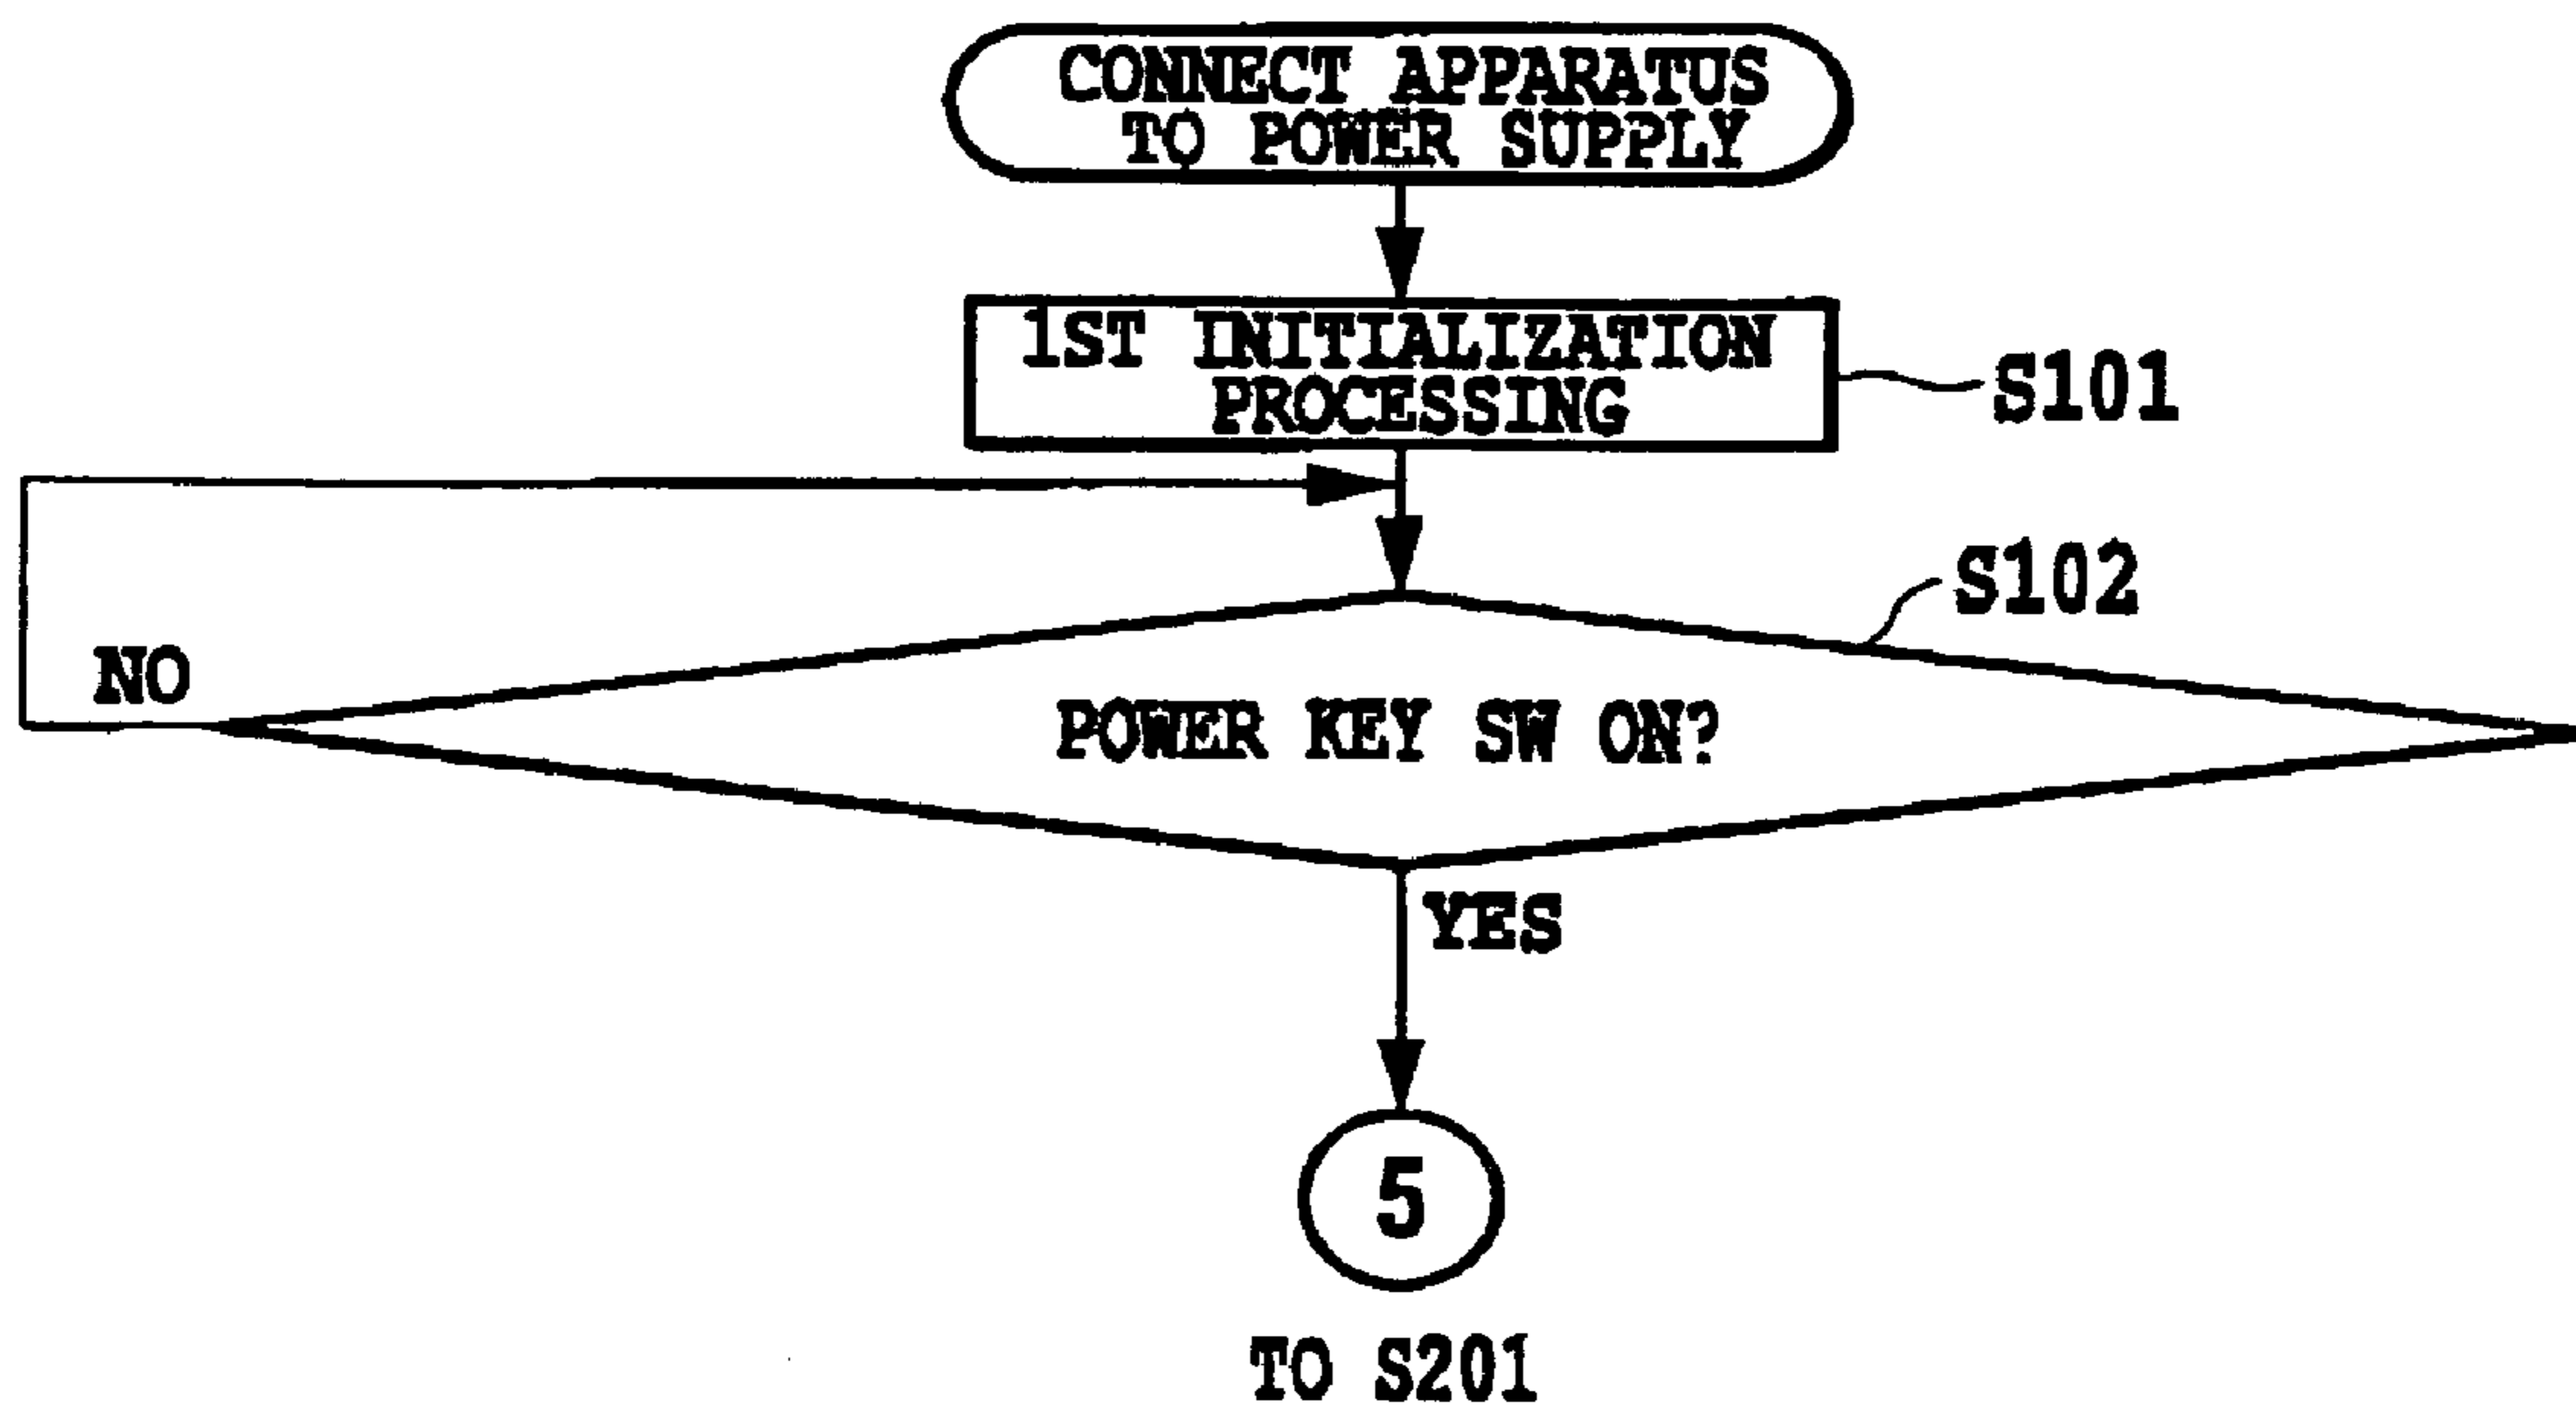 CONNECT APPARATUS
TO POWER SUPPLY
1ST INITIALIZATION
PROCESSING
S101
S102
NO
POWER KEY SW ON?
YES
5
TO S201